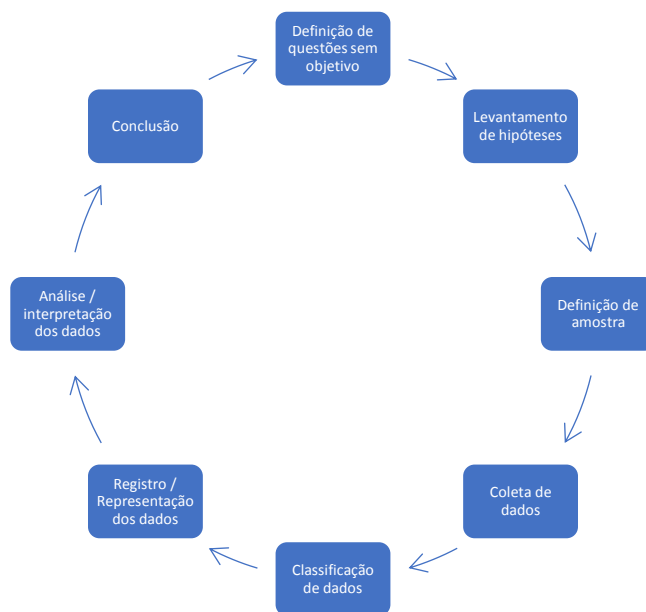 Definição de
questões sem
objetivo
Levantamento
de hipóteses
Definição de
amostra
Coleta de
dados
Classificação
de dados
Registro /
Representação
dos dados
Análise /
interpretação
dos dados
Conclusão